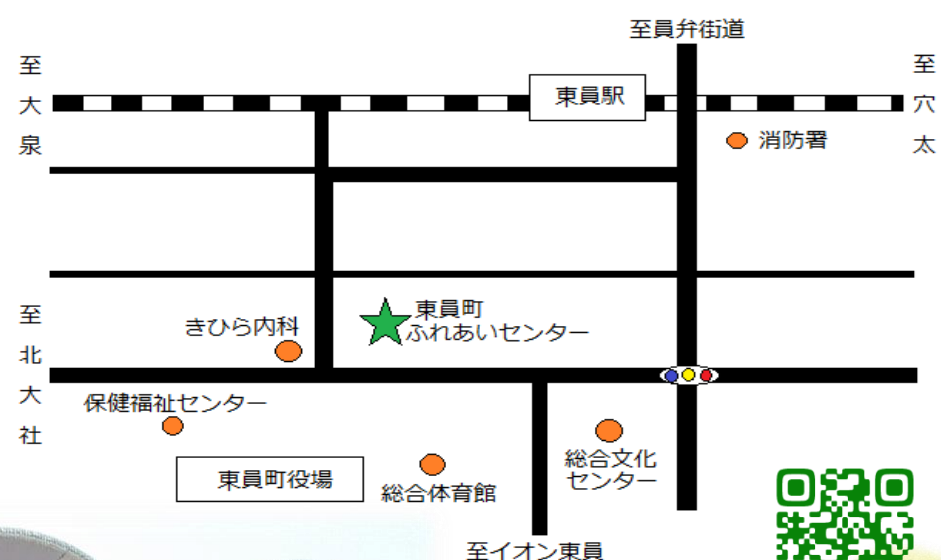 至員弁街道
至大泉
東員駅
至穴太
消防署
至北大社
東員町
ふれあいセンター
きひら内科
保健福祉センター
東員町役場
総合体育館
総合文化
センター
至イオン東員